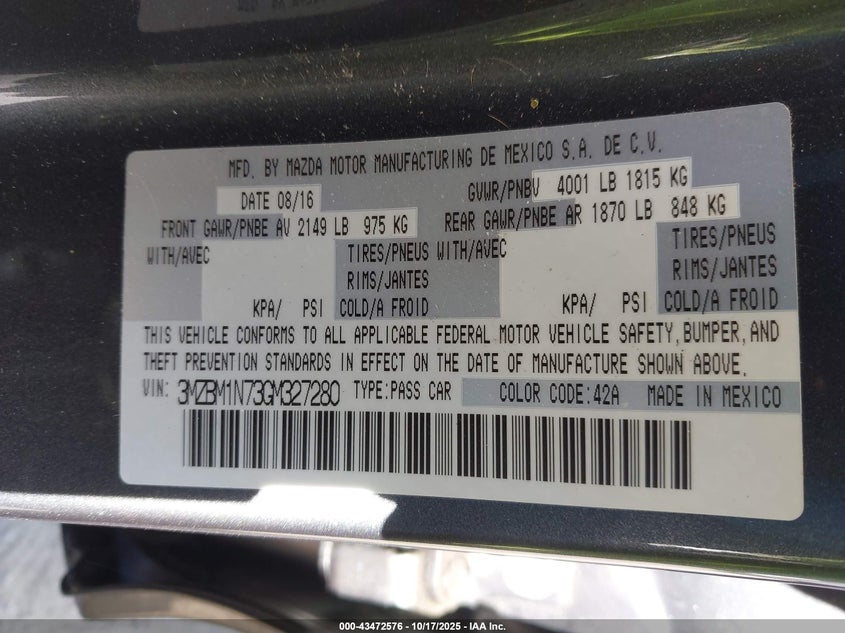 MFD. BY MAZDA MOTOR MANUFACTURING DE MEXICO S.A. DE C.V.
DATE 08/16 GVWR/PNBV 4001 LB 1815 KG
FRONT GAWR/PNBE AV 2149 LB 975 KG REAR GAWR/PNBE AR 1870 LB 848 KG
WITH/AVEC TIRES/PNEUS WITH/AVEC TIRES/PNEUS
RIMS/JANTES RIMS/JANTES
KPA/ PSI COLD/A FROID KPA/ PSI COLD/A FROID
THIS VEHICLE CONFORMS TO ALL APPLICABLE FEDERAL MOTOR VEHICLE SAFETY, BUMPER, AND
THEFT PREVENTION STANDARDS IN EFFECT ON THE DATE OF MANUFACTURE SHOWN ABOVE.
VIN: 3MZBM1N73GM327280 TYPE:PASS CAR COLOR CODE:42A MADE IN MEXICO
000-43472576 - 10/17/2025 - IAA Inc.